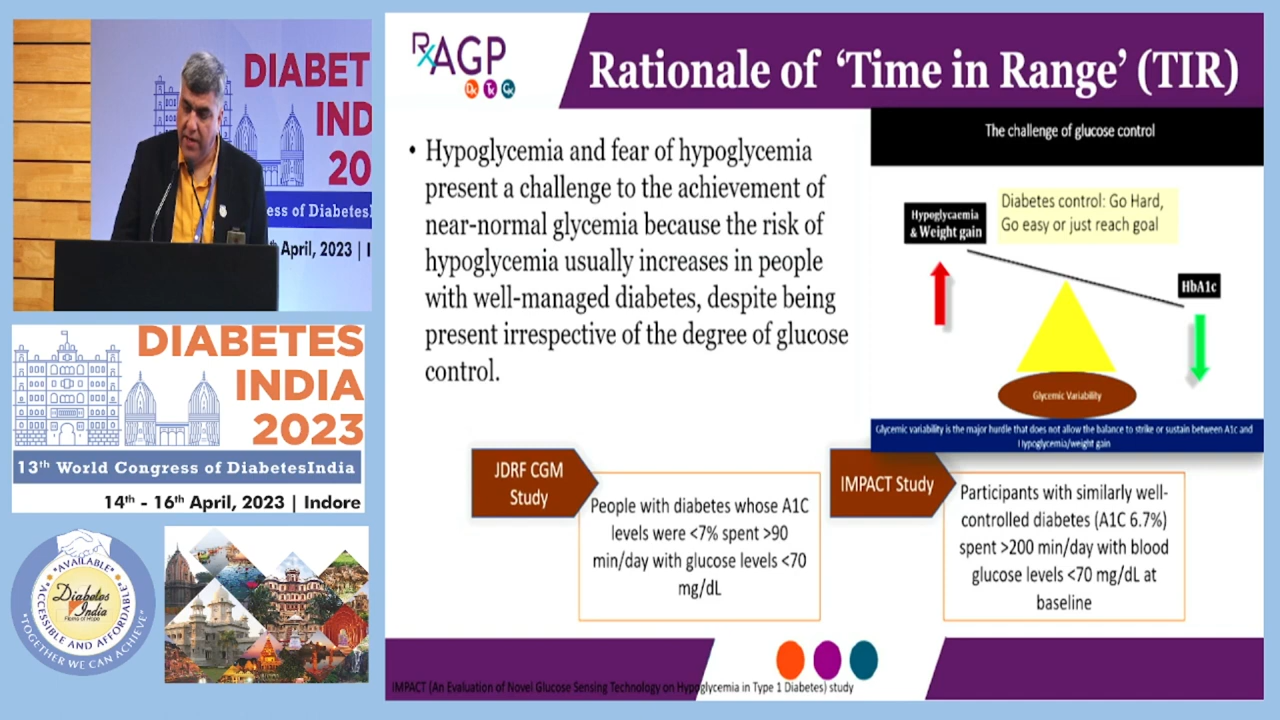 DIABET
IND
20
ess of DiabetesI
April, 2023 | I
DIABETES
INDIA
2023
13th World Congress of DiabetesIndia
14th - 16th April, 2023 | Indore
AVAILABLE
ACCESSIBLE AND AFFORDABLE
Diabetes
India
"TOGETHER WE CAN ACHIEVE"
RxAGP
Rationale of ‘Time in Range’ (TIR)
• Hypoglycemia and fear of hypoglycemia
present a challenge to the achievement of
near-normal glycemia because the risk of
hypoglycemia usually increases in people
with well-managed diabetes, despite being
present irrespective of the degree of glucose
control.
The challenge of glucose control
Diabetes control: Go Hard,
Go easy or just reach goal
Hypoglycaemia
& Weight gain
HbA1c
Glycemic Variability
Glycemic variability is the major hurdle that does not allow the balance to strike or sustain between A1c and
Hypoglycemia/weight gain
JDRF CGM
Study
People with diabetes whose A1C
levels were <7% spent >90
min/day with glucose levels <70
mg/dL
IMPACT Study
Participants with similarly well-
controlled diabetes (A1C 6.7%)
spent >200 min/day with blood
glucose levels <70 mg/dL at
baseline
IMPACT (An Evaluation of Novel Glucose Sensing Technology on Hypoglycemia in Type 1 Diabetes) study